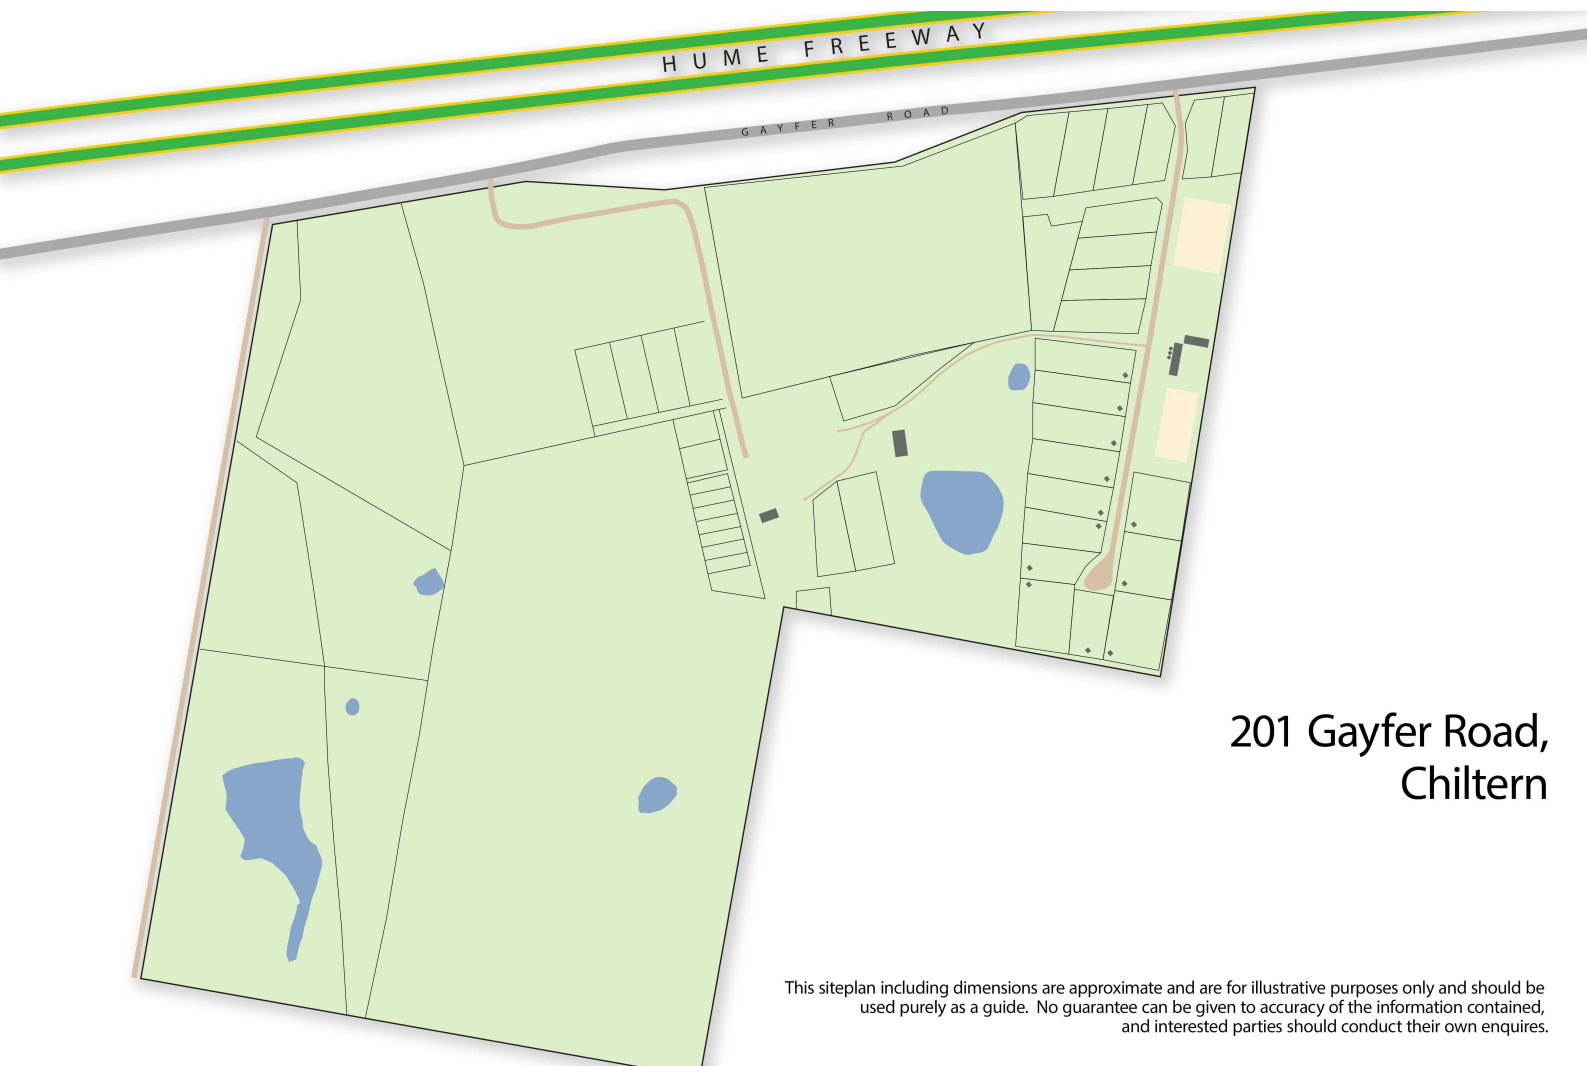 HUME FREEWAY
GAYFER ROAD
201 Gayfer Road,
Chiltern
This siteplan including dimensions are approximate and are for illustrative purposes only and should be
used purely as a guide. No guarantee can be given to accuracy of the information contained,
and interested parties should conduct their own enquires.